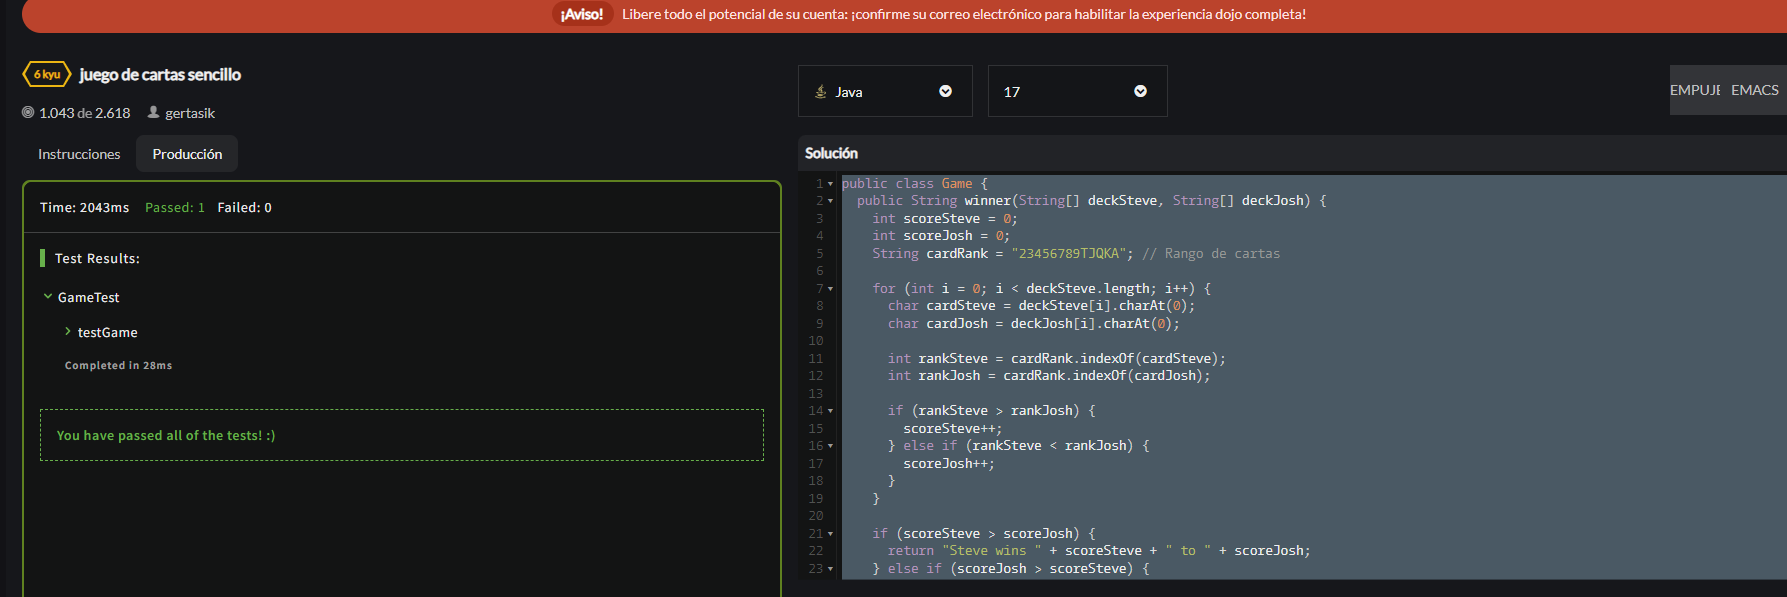 ¡Aviso! Libere todo el potencial de su cuenta: ¡confirme su correo electrónico para habilitar la experiencia dojo completa!
6 kyu juego de cartas sencillo
1.043 de 2.618 gertasik
Instrucciones Producción
Time: 2043ms Passed: 1 Failed: 0
Test Results:
GameTest
testGame
Completed in 28ms
You have passed all of the tests! :)
Java 17 EMPUJE EMACS
Solución
1 public class Game {
2 public String winner(String[] deckSteve, String[] deckJosh) {
3 int scoreSteve = 0;
4 int scoreJosh = 0;
5 String cardRank = "23456789TJQKA"; // Rango de cartas
6
7 for (int i = 0; i < deckSteve.length; i++) {
8 char cardSteve = deckSteve[i].charAt(0);
9 char cardJosh = deckJosh[i].charAt(0);
10
11 int rankSteve = cardRank.indexOf(cardSteve);
12 int rankJosh = cardRank.indexOf(cardJosh);
13
14 if (rankSteve > rankJosh) {
15 scoreSteve++;
16 } else if (rankSteve < rankJosh) {
17 scoreJosh++;
18 }
19 }
20
21 if (scoreSteve > scoreJosh) {
22 return "Steve wins " + scoreSteve + " to " + scoreJosh;
23 } else if (scoreJosh > scoreSteve) {